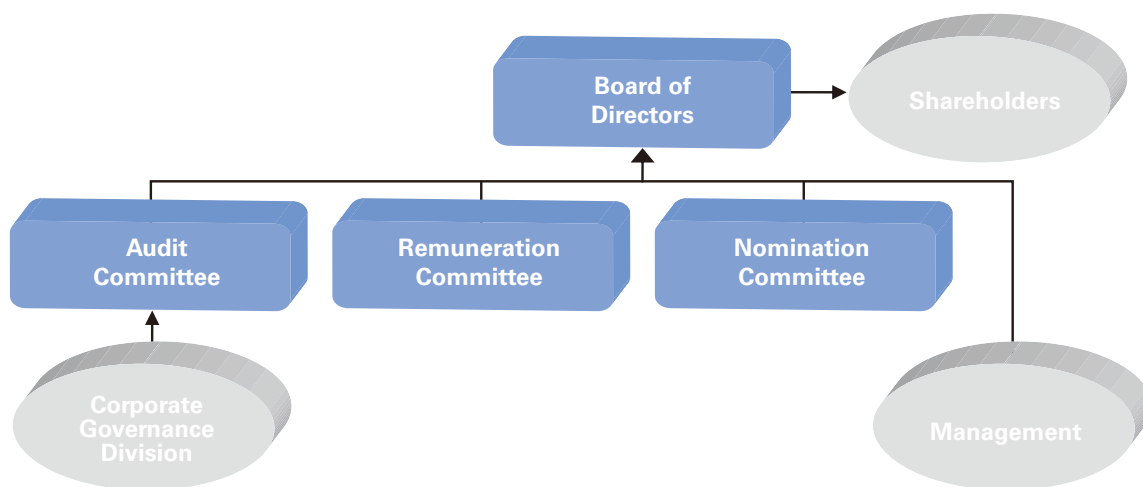 Board of
Directors
Shareholders
Audit
Committee
Remuneration
Committee
Nomination
Committee
Corporate
Governance
Division
Management